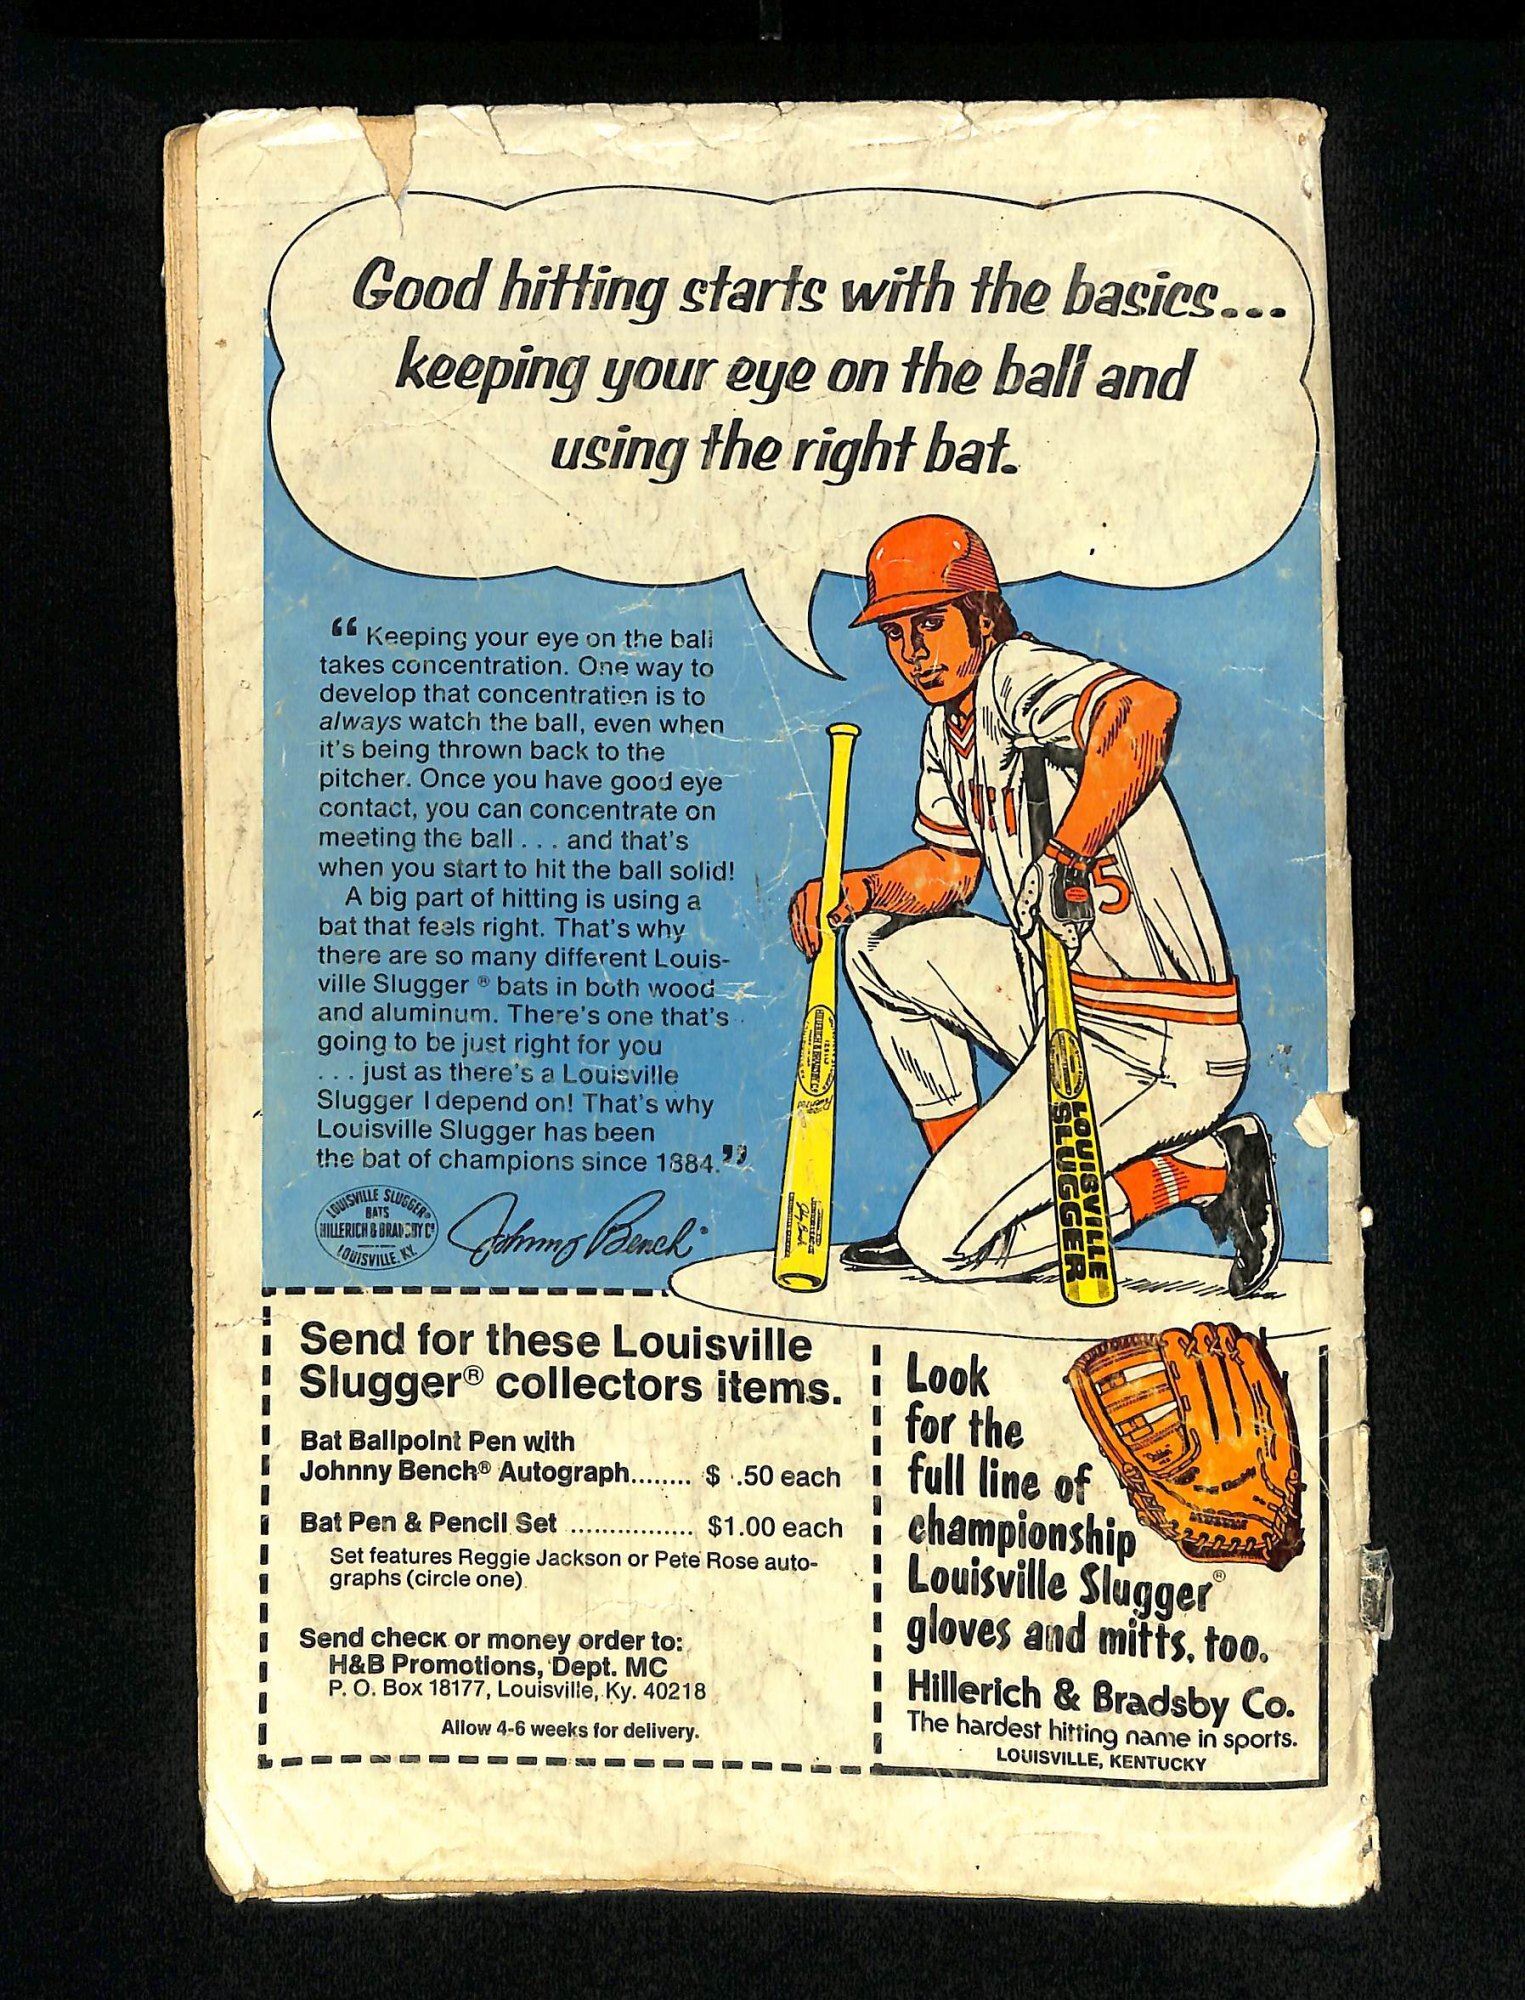 Good hitting starts with the basics...
keeping your eye on the ball and
using the right bat.
“ Keeping your eye on the ball
takes concentration. One way to
develop that concentration is to
always watch the ball, even when
it's being thrown back to the
pitcher. Once you have good eye
contact, you can concentrate on
meeting the ball . . . and that's
when you start to hit the ball solid!
A big part of hitting is using a
bat that feels right. That's why
there are so many different Louis-
ville Slugger ® bats in both wood
and aluminum. There's one that's
going to be just right for you
. . . just as there's a Louisville
Slugger I depend on! That's why
Louisville Slugger has been
the bat of champions since 1884. ”
LOUISVILLE SLUGGER®
BATS
HILLERICH & BRADSBY Cº
LOUISVILLE. KY.
Johnny Bench
5
LOUISVILLE
SLUGGER
Send for these Louisville
Slugger® collectors items.
Bat Ballpoint Pen with
Johnny Bench® Autograph........ $ .50 each
Bat Pen & Pencil Set ................ $1.00 each
Set features Reggie Jackson or Pete Rose auto-
graphs (circle one)
Send check or money order to:
H&B Promotions, Dept. MC
P. O. Box 18177, Louisville, Ky. 40218
Allow 4-6 weeks for delivery.
Look
for the
full line of
championship
Louisville Slugger®
gloves and mitts, too.
Hillerich & Bradsby Co.
The hardest hitting name in sports.
LOUISVILLE, KENTUCKY